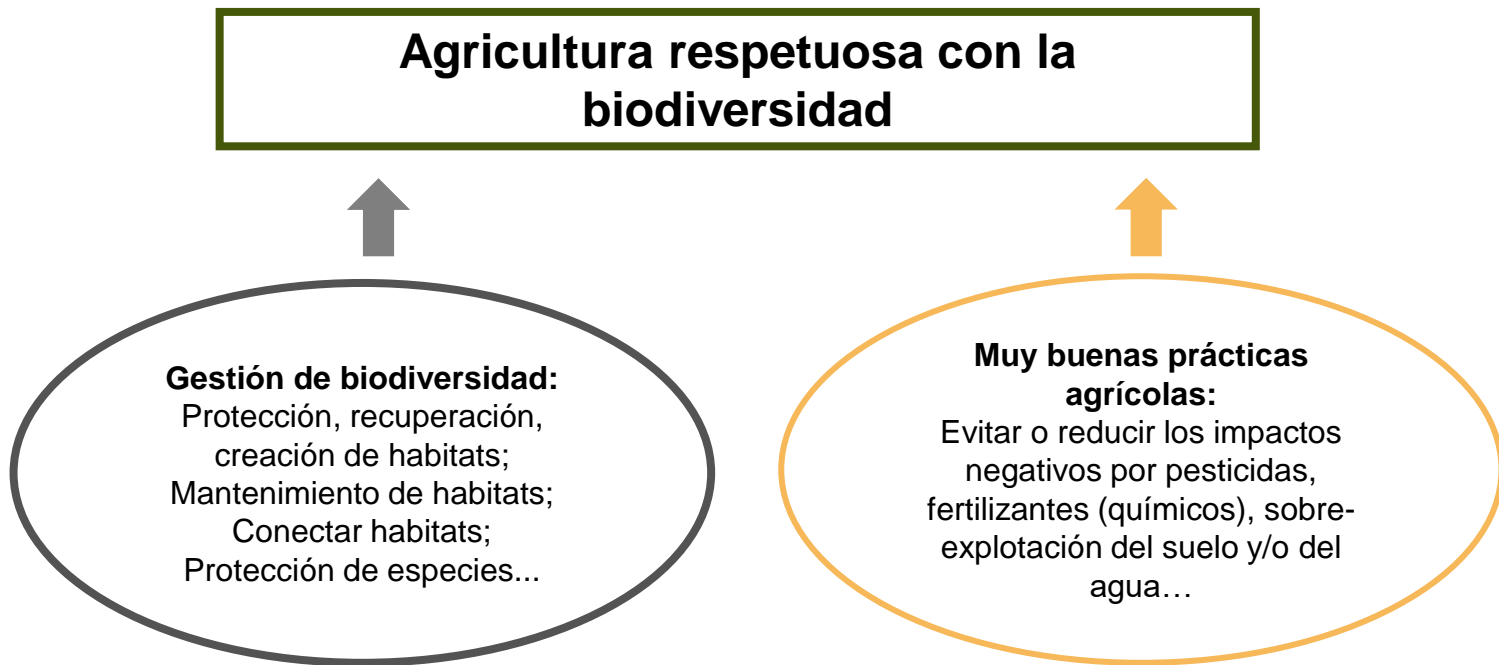 Agricultura respetuosa con la
biodiversidad
Gestión de biodiversidad:
Protección, recuperación,
creación de habitats;
Mantenimiento de habitats;
Conectar habitats;
Protección de especies...
Muy buenas prácticas
agrícolas:
Evitar o reducir los impactos
negativos por pesticidas,
fertilizantes (químicos), sobre-
explotación del suelo y/o del
agua…